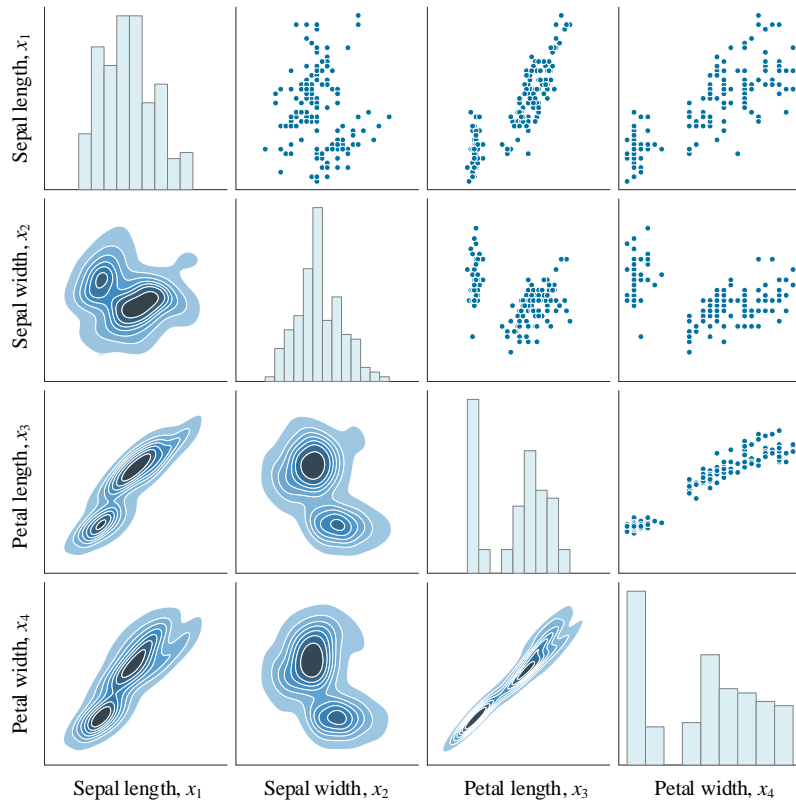 Sepal length, x₁
Sepal width, x₂
Petal length, x₃
Petal width, x₄
Sepal length, x₁
Sepal width, x₂
Petal length, x₃
Petal width, x₄